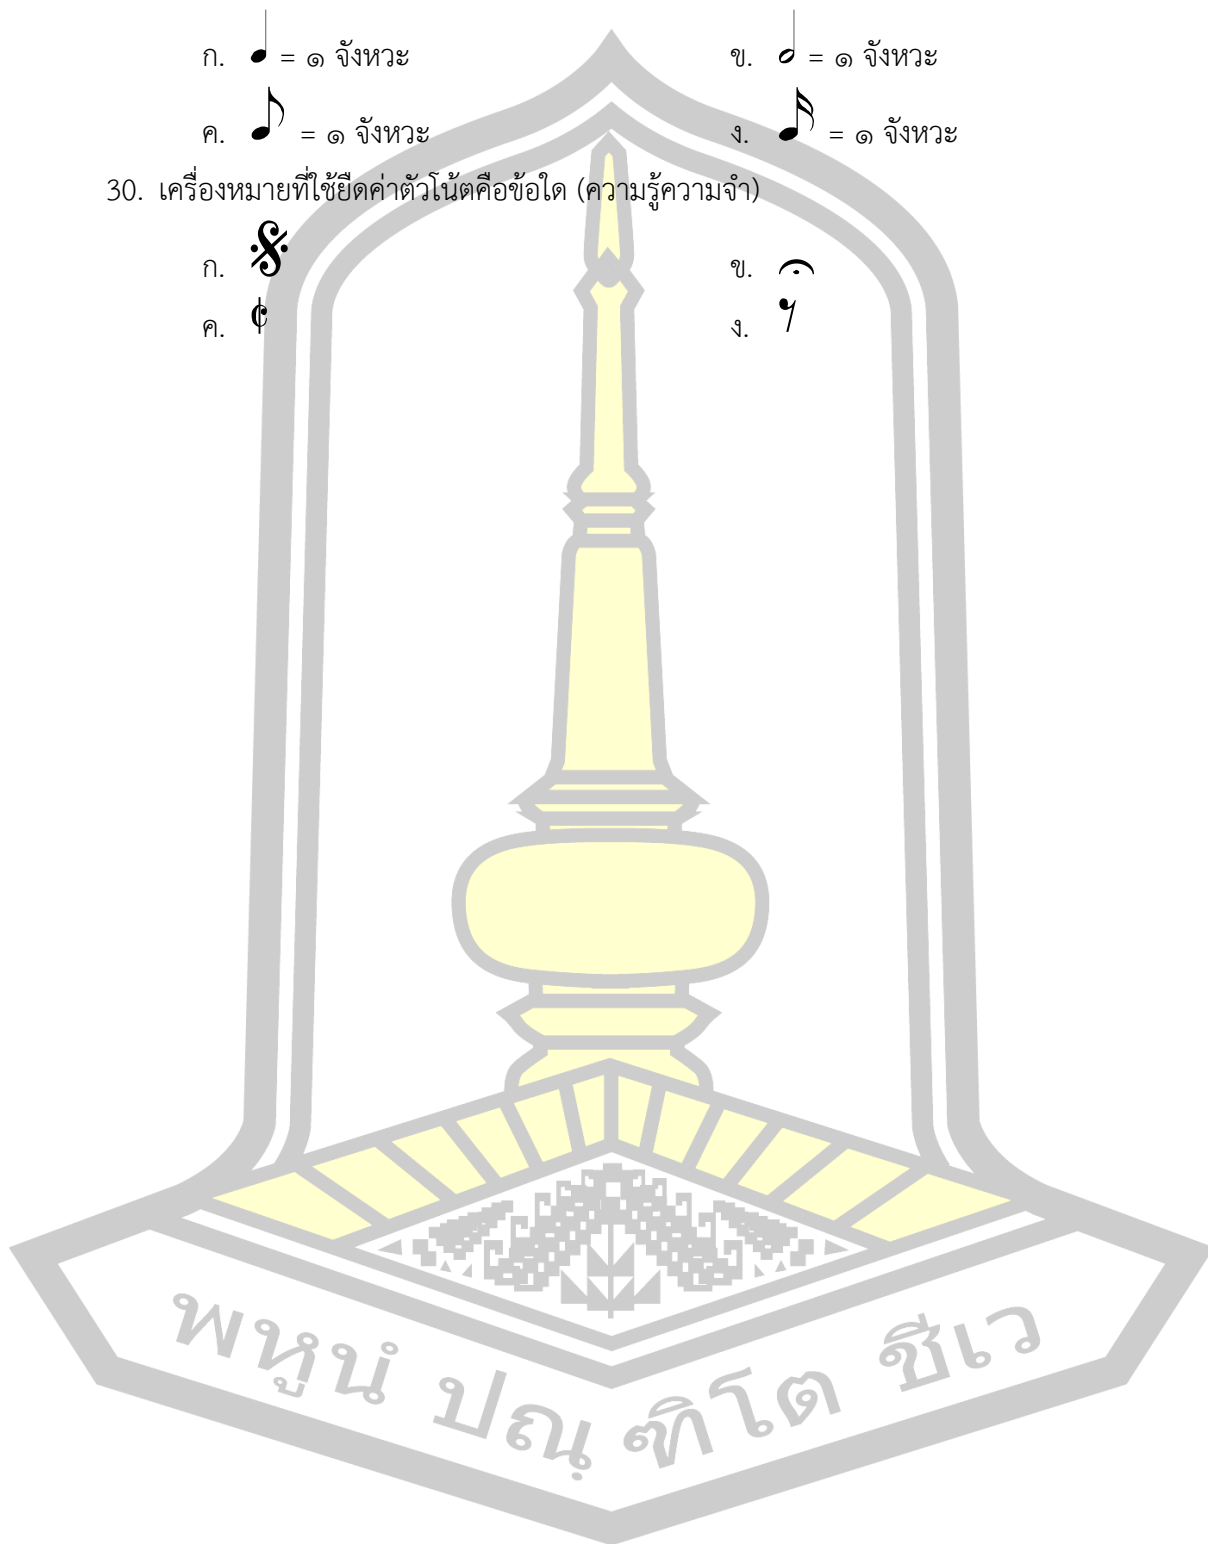 ก. 𝅘𝅥 = ๑ จังหวะ ข. 𝅗𝅥 = ๑ จังหวะ
ค. 𝅘𝅥𝅮 = ๑ จังหวะ ง. 𝅘𝅥𝅯 = ๑ จังหวะ
30. เครื่องหมายที่ใช้ยืดค่าตัวโน้ตคือข้อใด (ความรู้ความจำ)
ก. 𝄋 ข. 𝄐
ค. 𝄵 ง. 𝄾
พหูนํ ปณฺฑิโต ชีเว